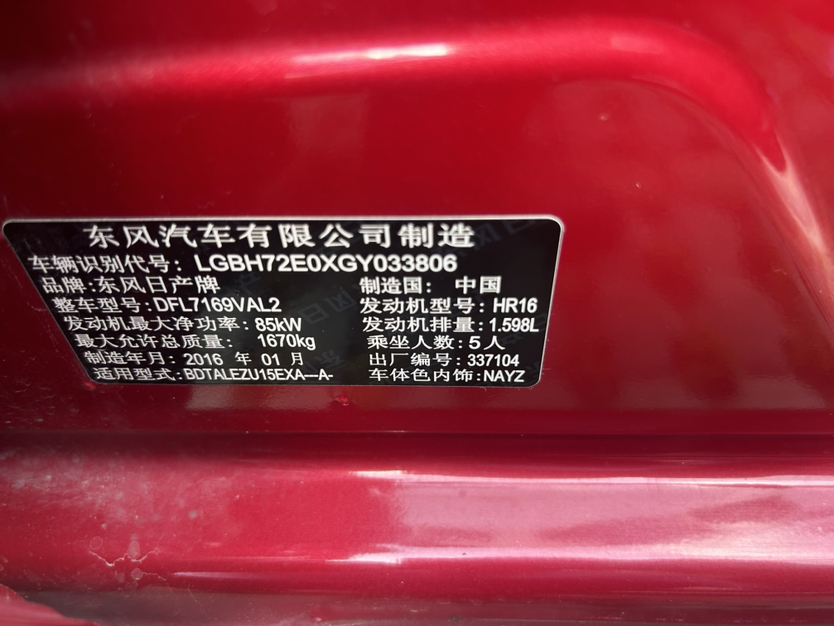 东风汽车有限公司制造
车辆识别代号：LGBH72E0XGY033806
品牌：东风日产牌 制造国：中国
整车型号：DFL7169VAL2 发动机型号：HR16
发动机最大净功率：85kW 发动机排量：1.598L
最大允许总质量：1670kg 乘坐人数：5人
制造年月：2016 年 01 月 出厂编号：337104
适用型式：BDTALEZU15EXA---A- 车体色内饰：NAYZ